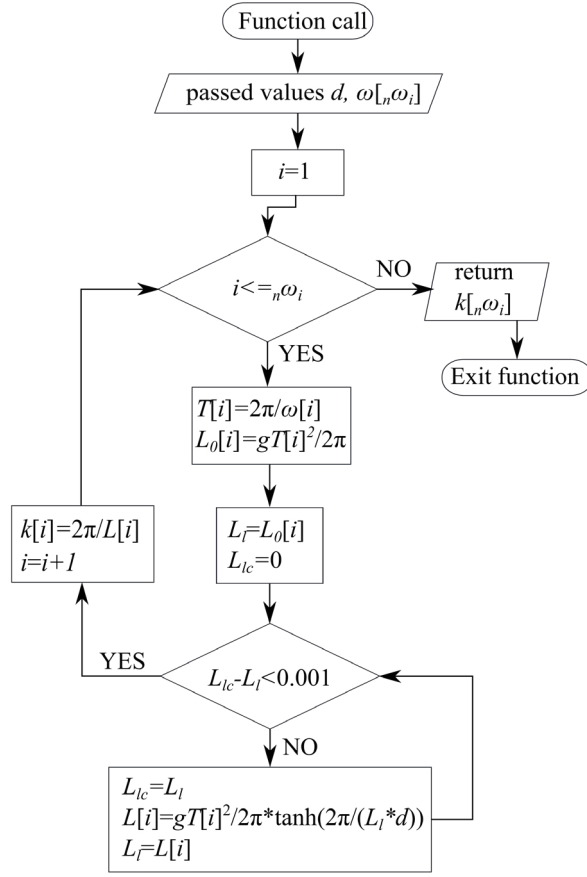 Function call
passed values d, ω[ₙωᵢ]
i=1
i<=ₙωᵢ
NO
return
k[ₙωᵢ]
Exit function
YES
T[i]=2π/ω[i]
L₀[i]=gT[i]²/2π
k[i]=2π/L[i]
i=i+1
Lₗ=L₀[i]
Lₗc=0
YES
Lₗc-Lₗ<0.001
NO
Lₗc=Lₗ
L[i]=gT[i]²/2π*tanh(2π/(Lₗ*d))
Lₗ=L[i]